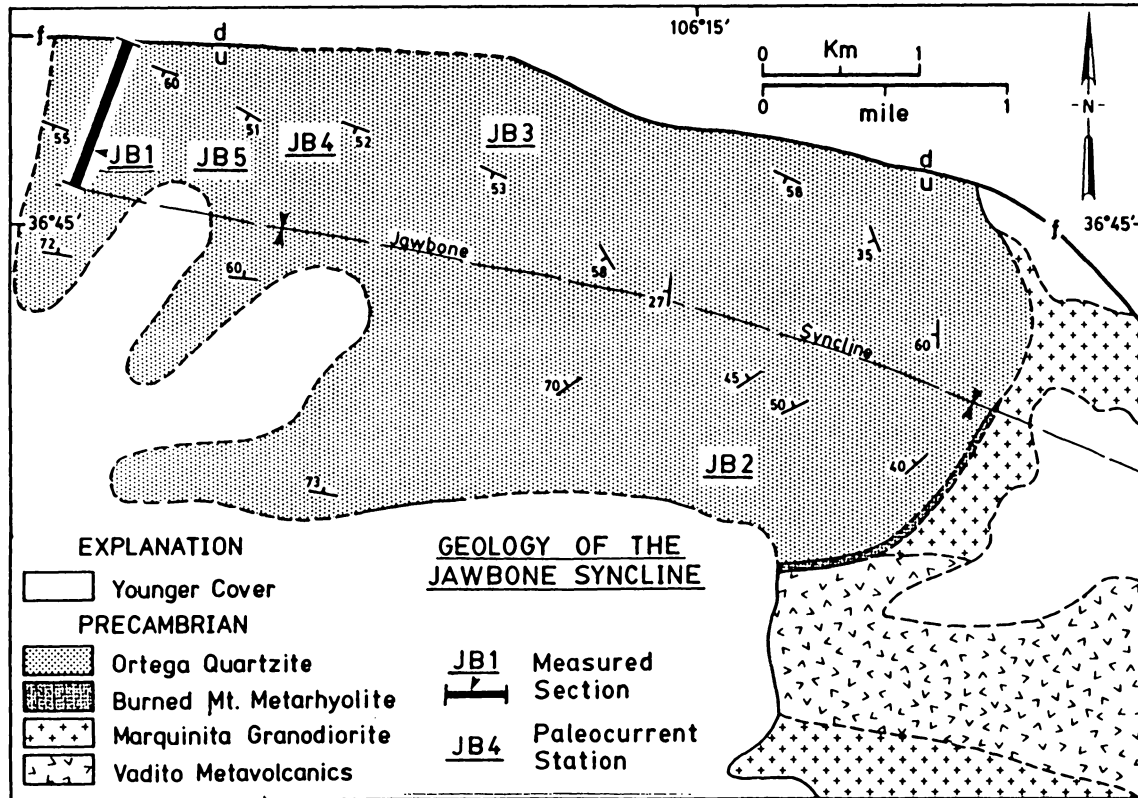 106°15'
f
d
u
0 Km 1
0 1
mile
-N-
60
55
JB1
51
JB5
JB4
52
JB3
53
58
d
u
f
36°45'
36°45'
72
60
Jawbone
58
27
35
Syncline
60
70
45
50
JB2
40
73
EXPLANATION
Younger Cover
PRECAMBRIAN
Ortega Quartzite
Burned Mt. Metarhyolite
Marquinita Granodiorite
Vadito Metavolcanics
GEOLOGY OF THE
JAWBONE SYNCLINE
JB1 Measured
Section
JB4 Paleocurrent
Station